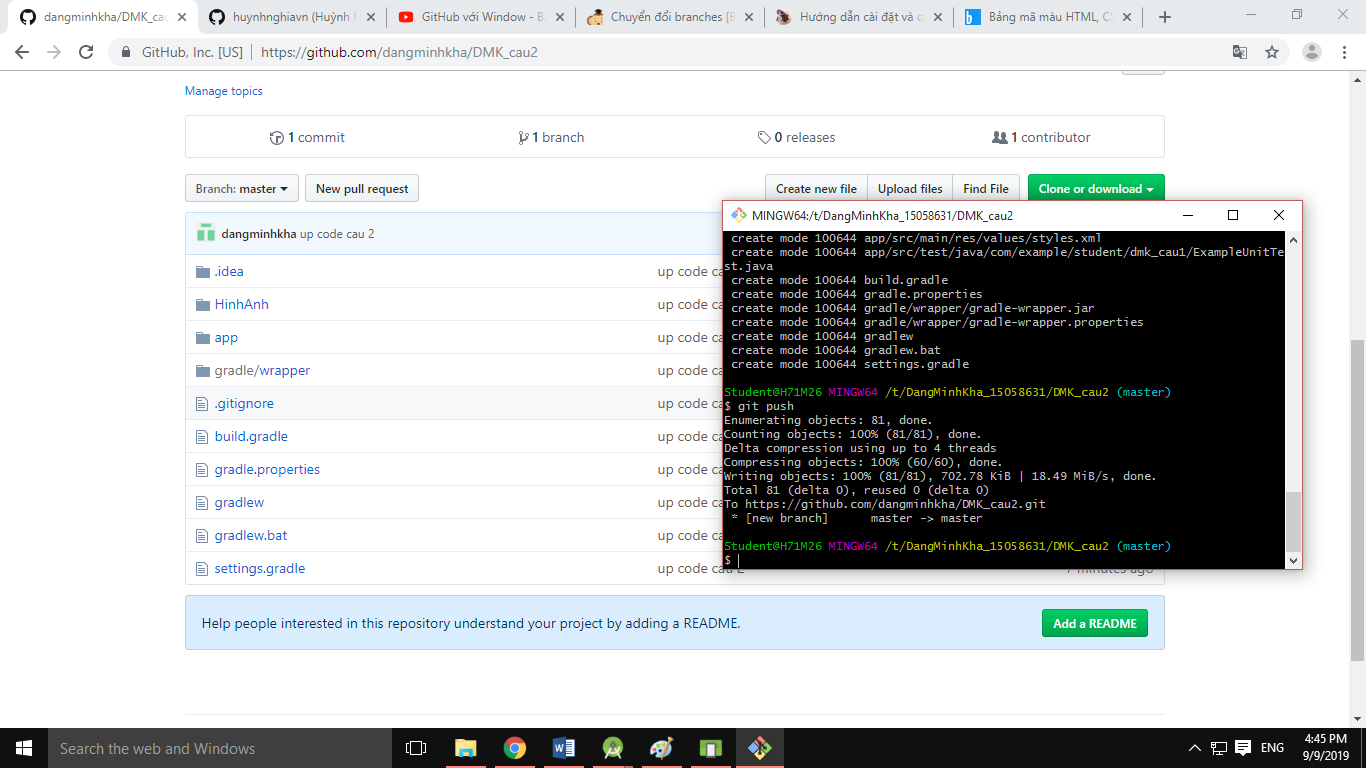 dangminhkha/DMK_cau
huynhnghiavn (Huỳnh
GitHub với Window - B
Chuyển đổi branches [B
Hướng dẫn cài đặt và c
Bảng mã màu HTML, CS
GitHub, Inc. [US] | https://github.com/dangminhkha/DMK_cau2
Manage topics
1 commit
1 branch
0 releases
1 contributor
Branch: master
New pull request
Create new file
Upload files
Find File
Clone or download
dangminhkha up code cau 2
.idea up code ca
HinhAnh up code ca
app up code ca
gradle/wrapper up code ca
.gitignore up code ca
build.gradle up code ca
gradle.properties up code ca
gradlew up code ca
gradlew.bat up code ca
settings.gradle up code cau 2 7 minutes ago
Help people interested in this repository understand your project by adding a README.
Add a README
MINGW64:/t/DangMinhKha_15058631/DMK_cau2
create mode 100644 app/src/main/res/values/styles.xml
create mode 100644 app/src/test/java/com/example/student/dmk_cau1/ExampleUnitTe
st.java
create mode 100644 build.gradle
create mode 100644 gradle.properties
create mode 100644 gradle/wrapper/gradle-wrapper.jar
create mode 100644 gradle/wrapper/gradle-wrapper.properties
create mode 100644 gradlew
create mode 100644 gradlew.bat
create mode 100644 settings.gradle
Student@H71M26 MINGW64 /t/DangMinhKha_15058631/DMK_cau2 (master)
$ git push
Enumerating objects: 81, done.
Counting objects: 100% (81/81), done.
Delta compression using up to 4 threads
Compressing objects: 100% (60/60), done.
Writing objects: 100% (81/81), 702.78 KiB | 18.49 MiB/s, done.
Total 81 (delta 0), reused 0 (delta 0)
To https://github.com/dangminhkha/DMK_cau2.git
* [new branch] master -> master
Student@H71M26 MINGW64 /t/DangMinhKha_15058631/DMK_cau2 (master)
$
Search the web and Windows
ENG
4:45 PM
9/9/2019